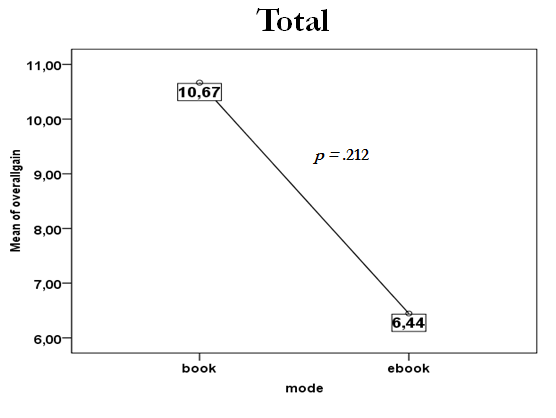 Total
Mean of overallgain
11,00
10,00
9,00
8,00
7,00
6,00
10,67
p = .212
6,44
book
ebook
mode